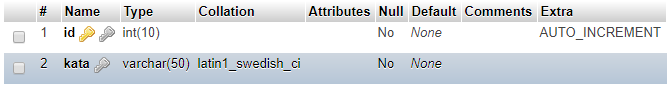 # Name Type Collation Attributes Null Default Comments Extra
1 id int(10) No None AUTO_INCREMENT
2 kata varchar(50) latin1_swedish_ci No None